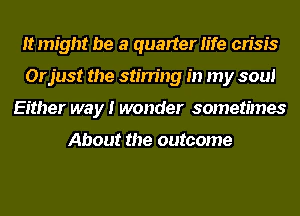 It might be a quarter life crisis
Or just the stirring in my soul
Either way I wonder sometimes
About the outcome